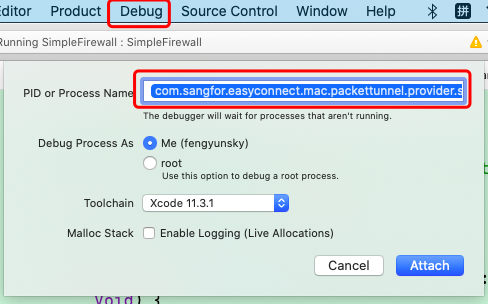 Editor Product Debug Source Control Window Help 拼
Running SimpleFirewall : SimpleFirewall
PID or Process Name com.sangfor.easyconnect.mac.packettunnel.provider.s
The debugger will wait for processes that aren't running.
Debug Process As Me (fengyunsky)
root
Use this option to debug a root process.
Toolchain Xcode 11.3.1
Malloc Stack Enable Logging (Live Allocations)
Cancel Attach
void) {